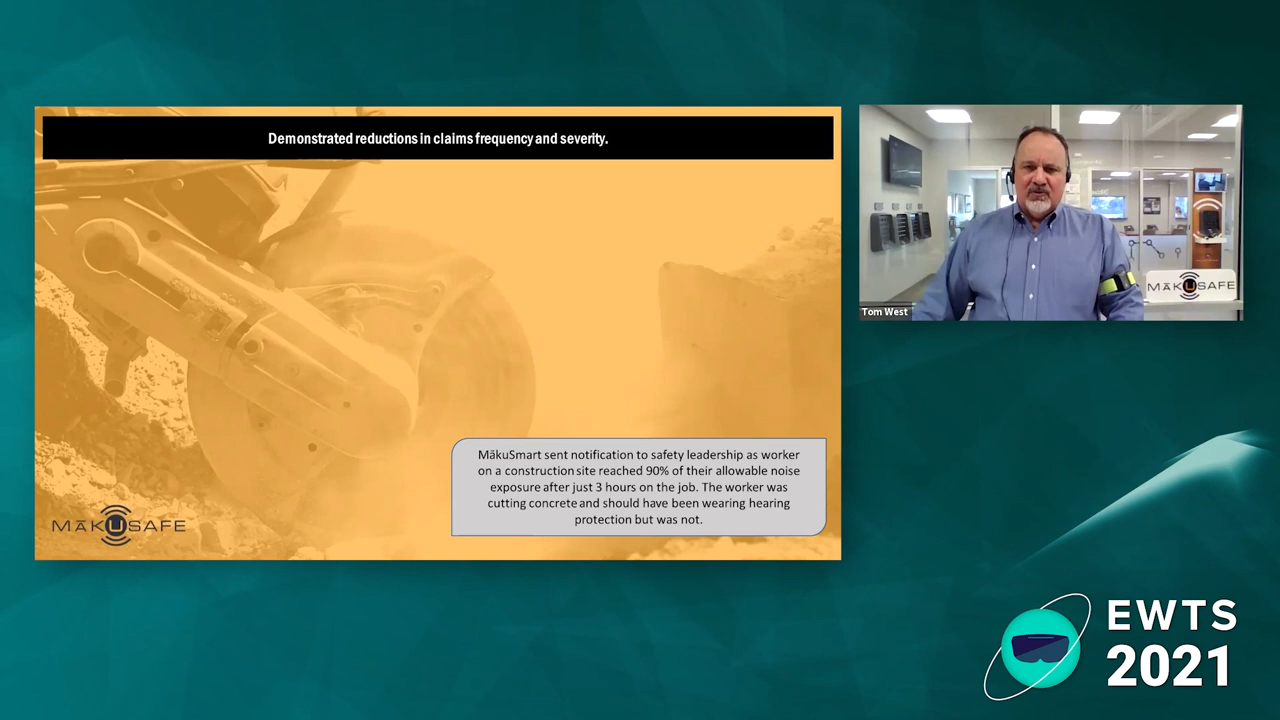 Demonstrated reductions in claims frequency and severity.
MākuSmart sent notification to safety leadership as worker
on a construction site reached 90% of their allowable noise
exposure after just 3 hours on the job. The worker was
cutting concrete and should have been wearing hearing
protection but was not.
MĀKUSAFE
Tom West
MĀKUSAFE
EWTS
2021